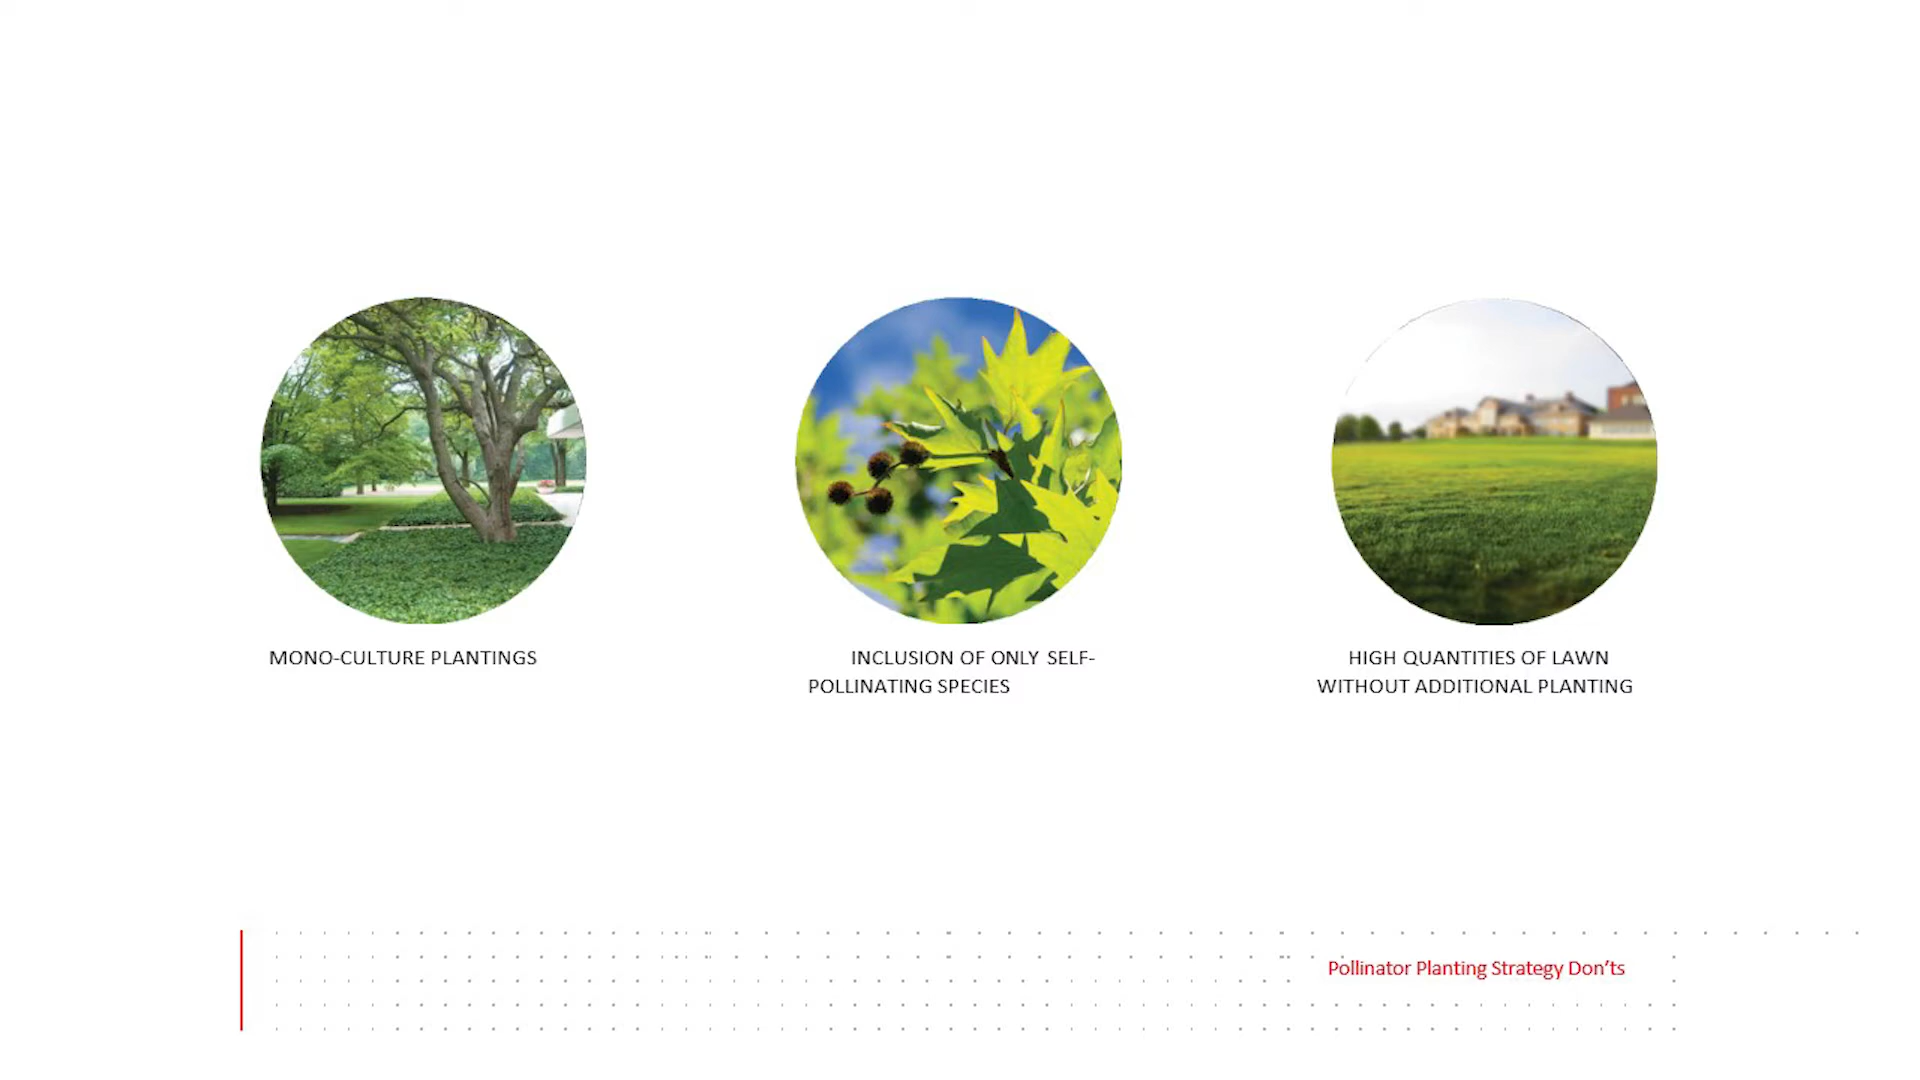 MONO-CULTURE PLANTINGS
INCLUSION OF ONLY SELF-
POLLINATING SPECIES
HIGH QUANTITIES OF LAWN
WITHOUT ADDITIONAL PLANTING
Pollinator Planting Strategy Don’ts